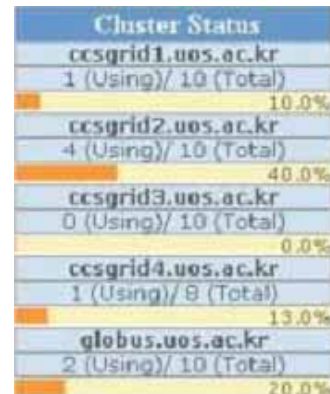 Cluster Status
ccsgrid1.uos.ac.kr
1 (Using)/ 10 (Total)
10.0%
ccsgrid2.uos.ac.kr
4 (Using)/ 10 (Total)
40.0%
ccsgrid3.uos.ac.kr
0 (Using)/ 10 (Total)
0.0%
ccsgrid4.uos.ac.kr
1 (Using)/ 8 (Total)
13.0%
globus.uos.ac.kr
2 (Using)/ 10 (Total)
20.0%